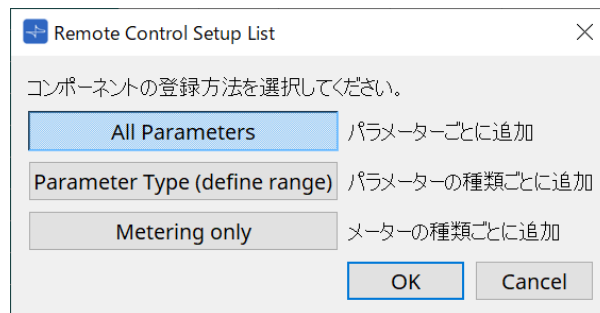 Remote Control Setup List
コンポーネントの登録方法を選択してください。
All Parameters パラメーターごとに追加
Parameter Type (define range) パラメーターの種類ごとに追加
Metering only メーターの種類ごとに追加
OK Cancel